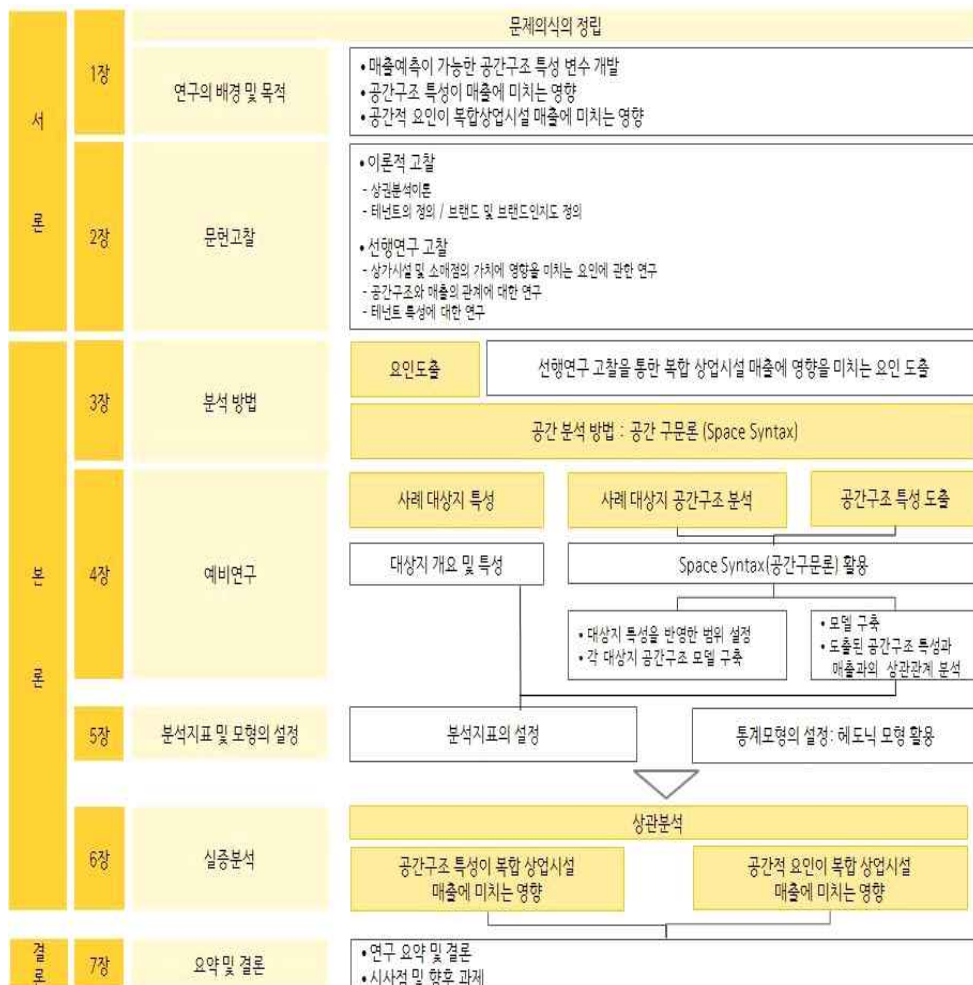 서
론
1장
문제의식의 정립
연구의 배경 및 목적
• 매출예측이 가능한 공간구조 특성 변수 개발
• 공간구조 특성이 매출에 미치는 영향
• 공간적 요인이 복합상업시설 매출에 미치는 영향
2장
문헌고찰
• 이론적 고찰
- 상권분석이론
- 테넌트의 정의 / 브랜드 및 브랜드인지도 정의
• 선행연구 고찰
- 상가시설 및 소매점의 가치에 영향을 미치는 요인에 관한 연구
- 공간구조와 매출의 관계에 대한 연구
- 테넌트 특성에 대한 연구
본
론
3장
분석 방법
요인도출
선행연구 고찰을 통한 복합 상업시설 매출에 영향을 미치는 요인 도출
공간 분석 방법 : 공간 구문론 (Space Syntax)
4장
예비연구
사례 대상지 특성
사례 대상지 공간구조 분석
공간구조 특성 도출
대상지 개요 및 특성
Space Syntax(공간구문론) 활용
• 대상지 특성을 반영한 범위 설정
• 각 대상지 공간구조 모델 구축
• 모델 구축
• 도출된 공간구조 특성과
매출과의 상관관계 분석
5장
분석지표 및 모형의 설정
분석지표의 설정
통계모형의 설정: 헤도닉 모형 활용
6장
실증분석
상관분석
공간구조 특성이 복합 상업시설
매출에 미치는 영향
공간적 요인이 복합 상업시설
매출에 미치는 영향
결
론
7장
요약 및 결론
• 연구 요약 및 결론
• 시사점 및 향후 과제